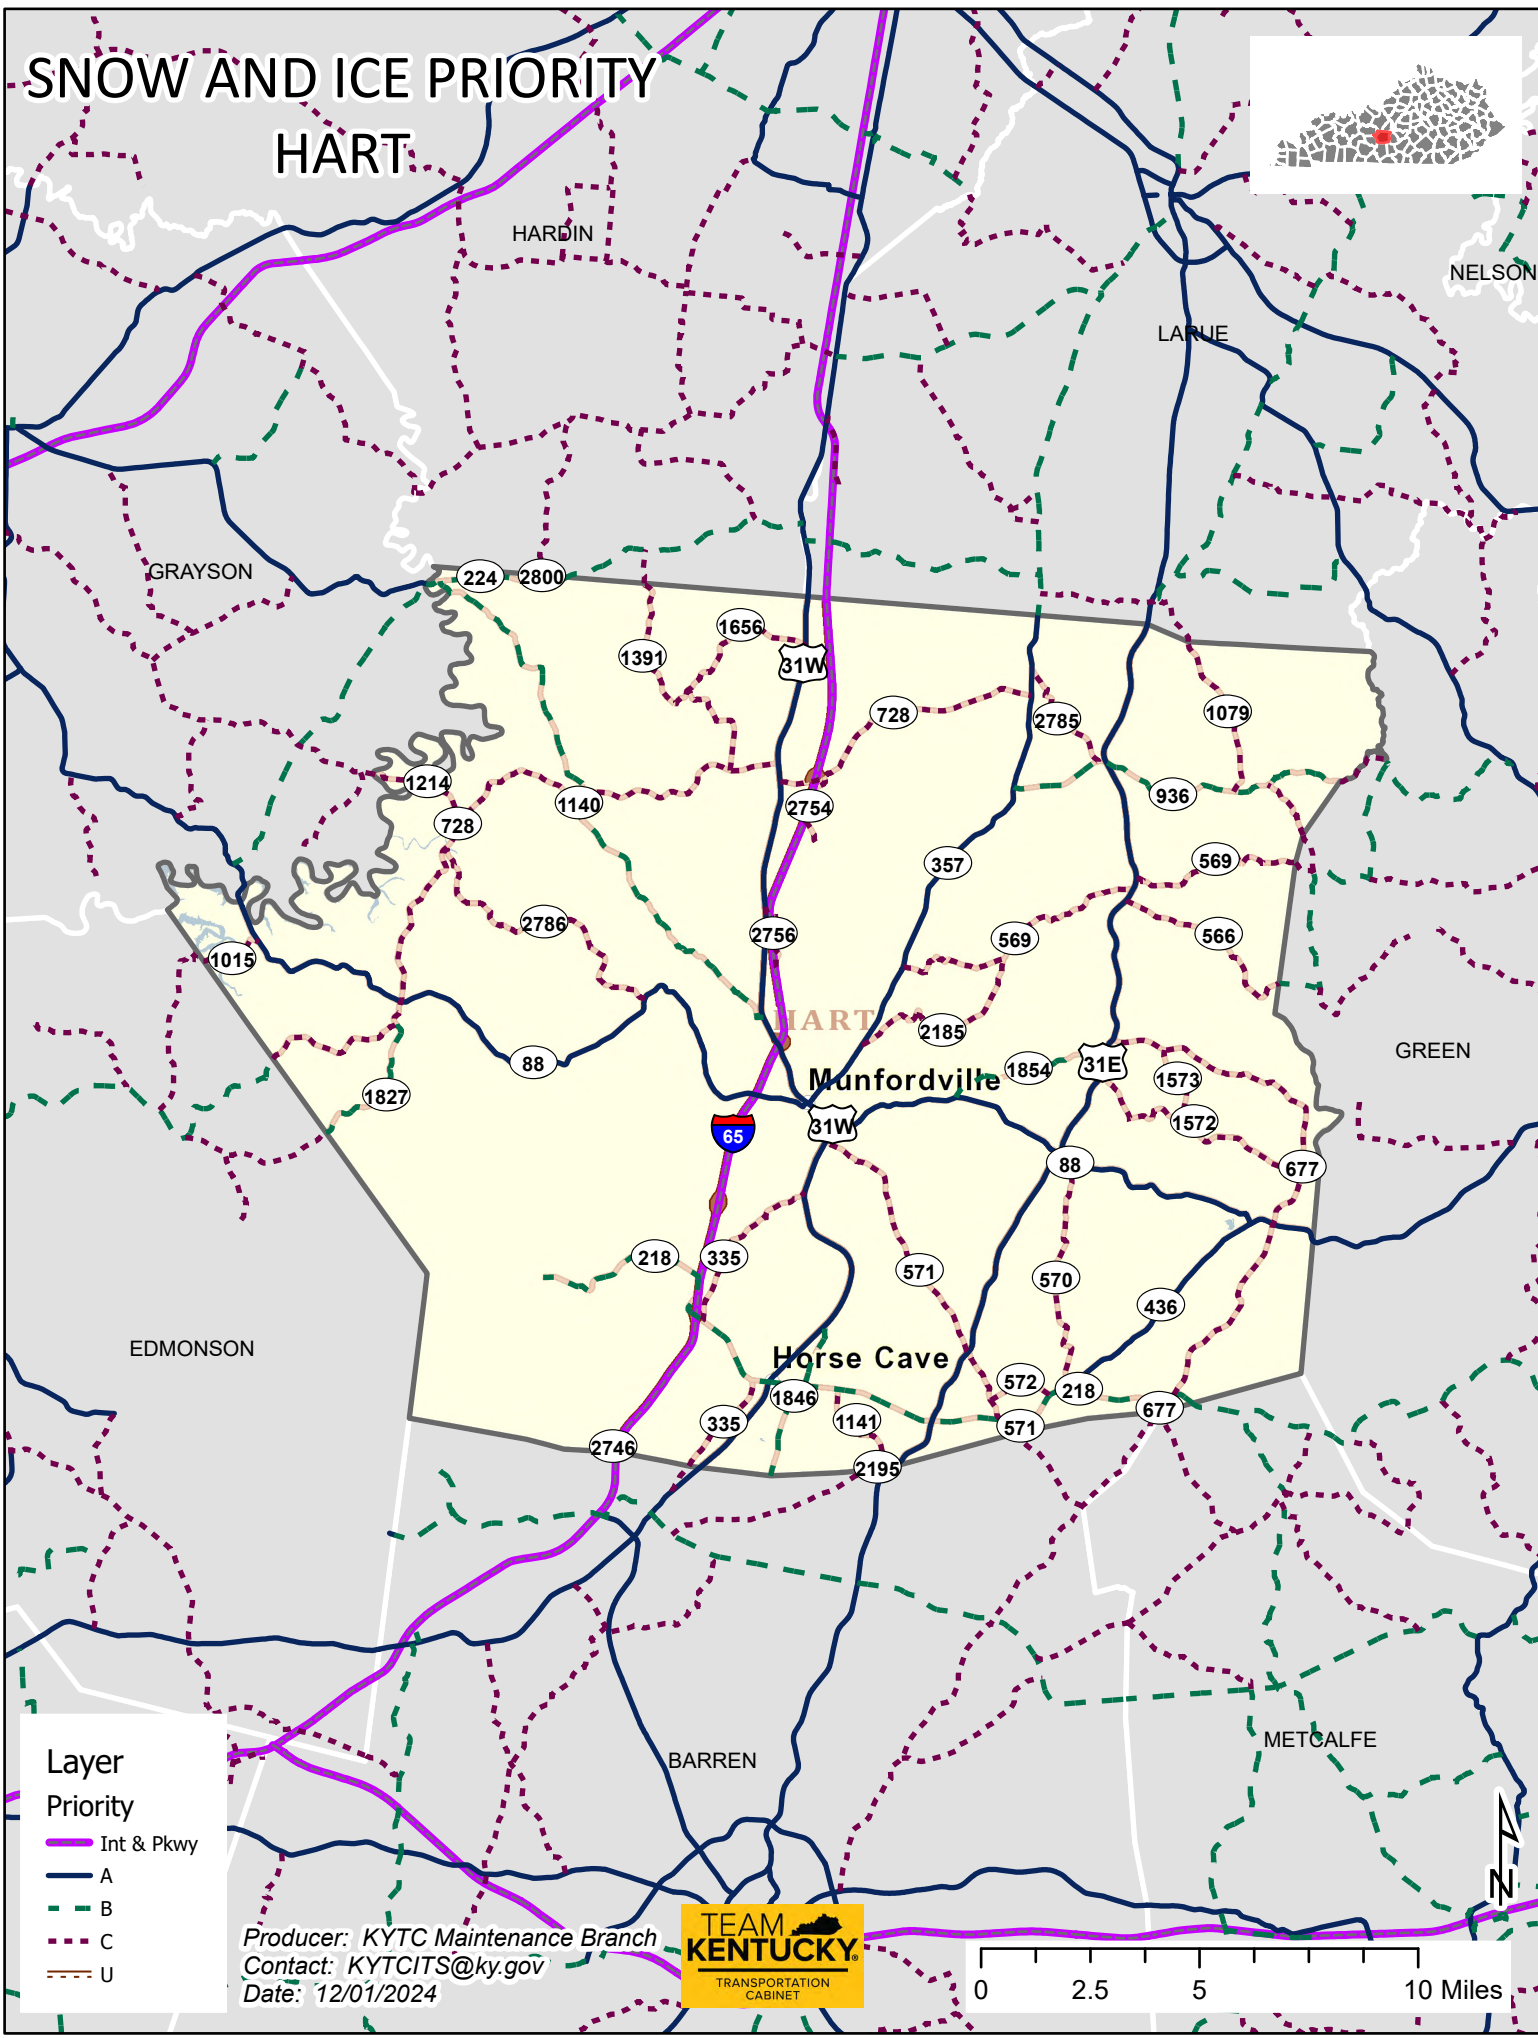 SNOW AND ICE PRIORITY
HART
HARDIN
NELSON
LARUE
GRAYSON
224
2800
1656
1391
31W
728
2785
1079
1214
1140
2754
936
728
357
569
2786
2756
569
566
1015
HART
2185
GREEN
88
1854
31E
1573
Munfordville
1827
1572
65
31W
88
677
218
335
571
570
436
EDMONSON
Horse Cave
572
218
1846
677
335
1141
571
2746
2195
METCALFE
BARREN
Layer
Priority
Int & Pkwy
A
B
C
U
Producer: KYTC Maintenance Branch
Contact: KYTCITS@ky.gov
Date: 12/01/2024
TEAM
KENTUCKY
TRANSPORTATION
CABINET
0 2.5 5 10 Miles
N